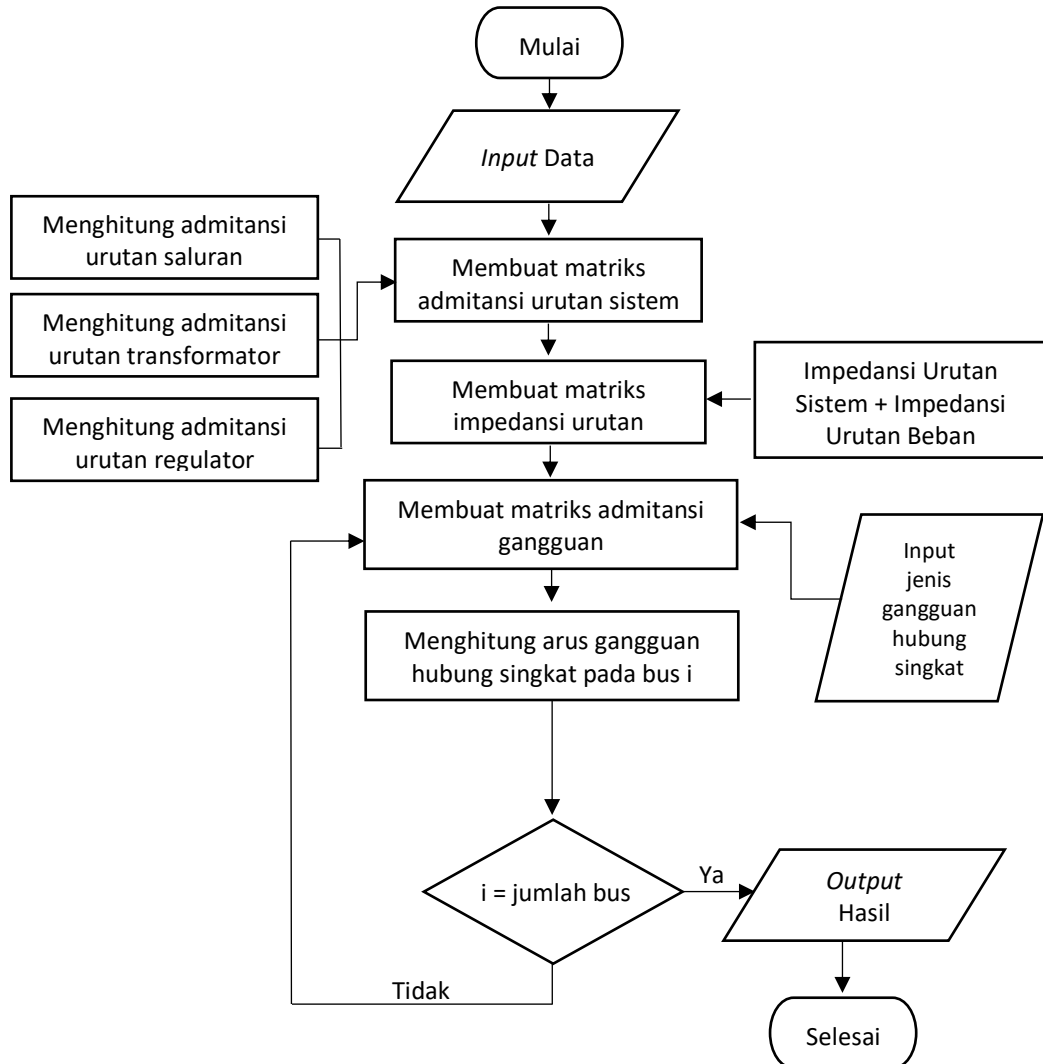 Mulai
Input Data
Menghitung admitansi
urutan saluran
Membuat matriks
admitansi urutan sistem
Menghitung admitansi
urutan transformator
Membuat matriks
impedansi urutan
Impedansi Urutan
Sistem + Impedansi
Urutan Beban
Menghitung admitansi
urutan regulator
Membuat matriks admitansi
gangguan
Input
jenis
gangguan
hubung
singkat
Menghitung arus gangguan
hubung singkat pada bus i
i = jumlah bus
Ya
Output
Hasil
Tidak
Selesai